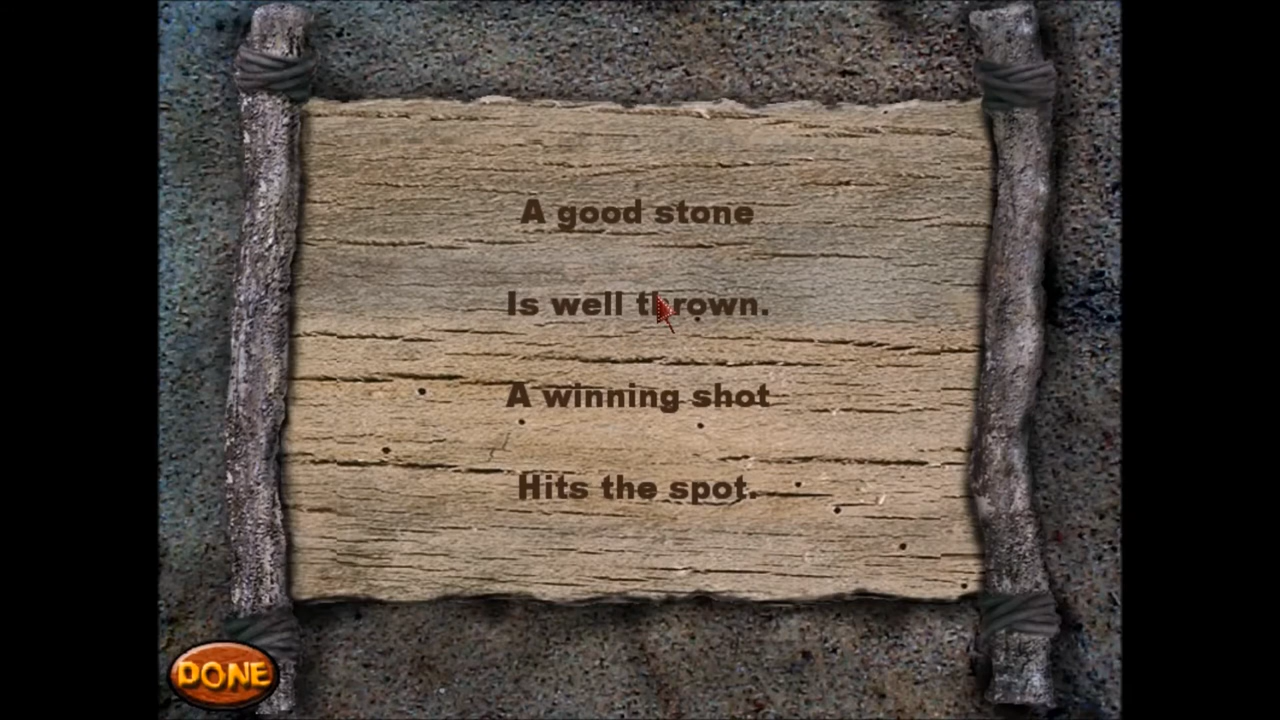 A good stone
Is well thrown.
A winning shot
Hits the spot.
DONE